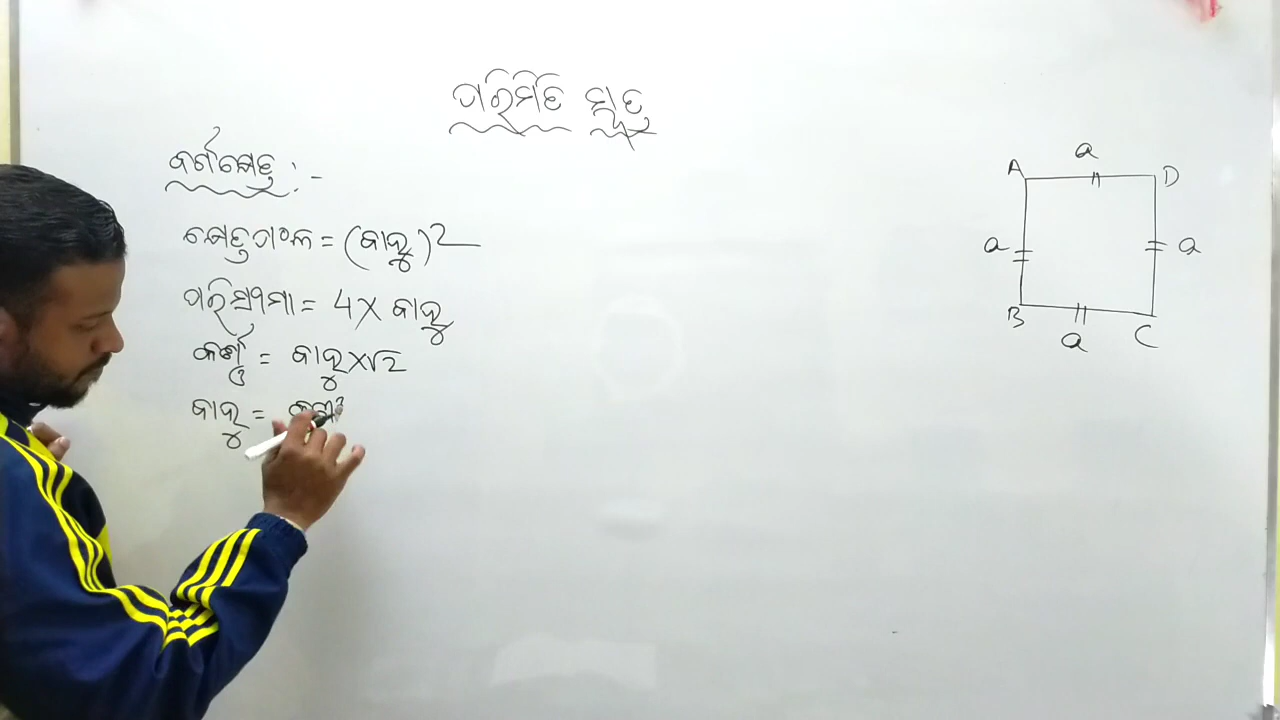 ପରିମିତି ସୂତ୍ର
ବର୍ଗକ୍ଷେତ୍ର :-
କ୍ଷେତ୍ରଫଳ = (ବାହୁ)2
ପରିସୀମା = 4 X ବାହୁ
କର୍ଣ୍ଣ = ବାହୁ X √2
ବାହୁ =
a
A D
a a
B C
a